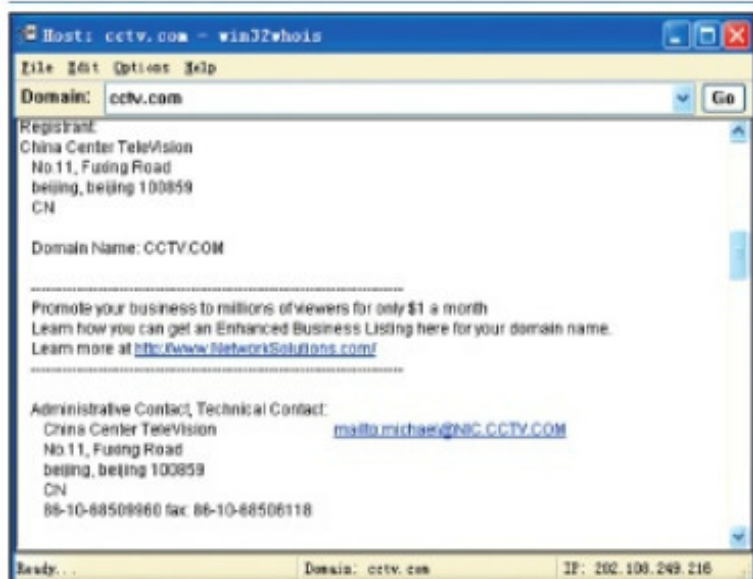 Host: cctv.com - win32whois
File Edit Options Help
Domain: cctv.com Go
Registrant:
China Center TeleVision
No.11, Fuxing Road
beijing, beijing 100859
CN
Domain Name: CCTV.COM
Promote your business to millions of viewers for only $1 a month
Learn how you can get an Enhanced Business Listing here for your domain name.
Learn more at http://www.NetworkSolutions.com/
Administrative Contact, Technical Contact:
China Center TeleVision mailto:michael@NIC.CCTV.COM
No.11, Fuxing Road
beijing, beijing 100859
CN
86-10-68509960 fax: 86-10-68506118
Ready... Domain: cctv.com IP: 202.108.249.216